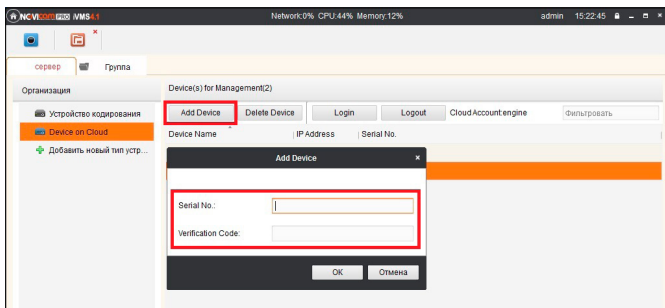 NOVICOM PRO iVMS4.1 Network:0% CPU:44% Memory:12% admin 15:22:45
сервер Группа
Организация
Device(s) for Management(2)
Устройство кодирования
Device on Cloud
Добавить новый тип устр...
Add Device Delete Device Login Logout Cloud Account:engine Фильтровать
Device Name IP Address Serial No.
Add Device
Serial No.:
Verification Code:
ОК Отмена